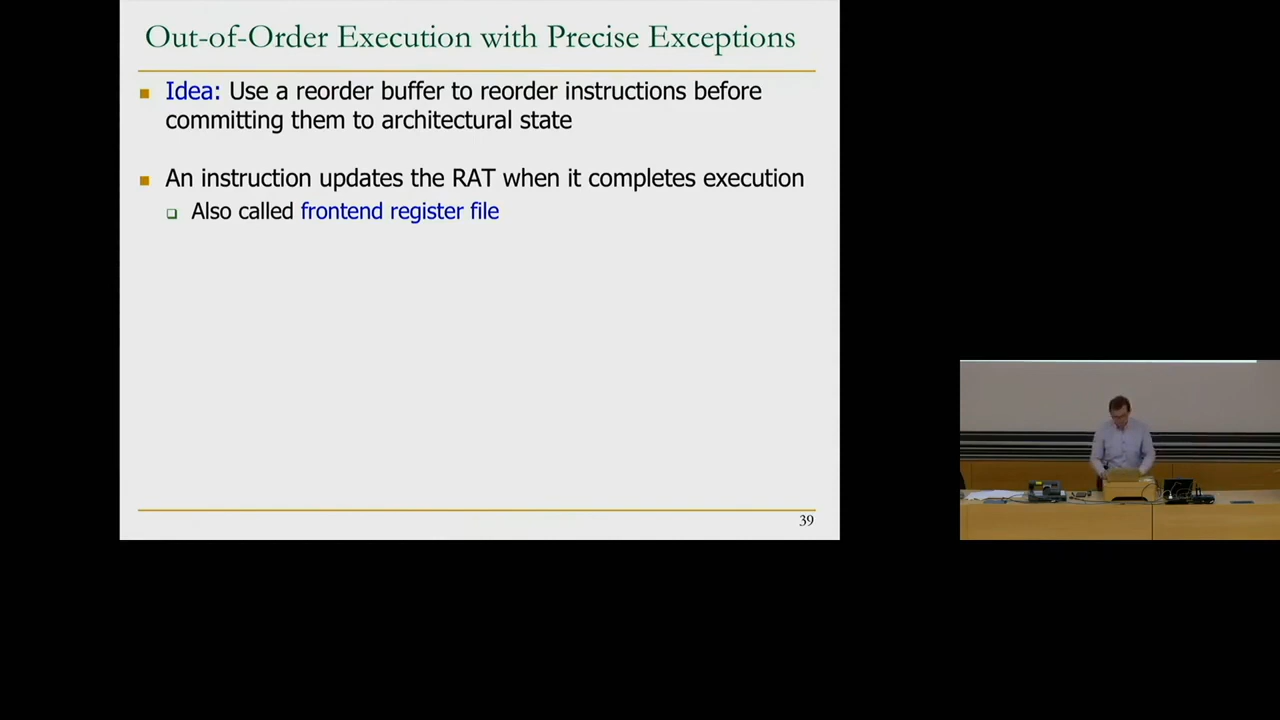 Out-of-Order Execution with Precise Exceptions
Idea: Use a reorder buffer to reorder instructions before
committing them to architectural state
An instruction updates the RAT when it completes execution
Also called frontend register file
39